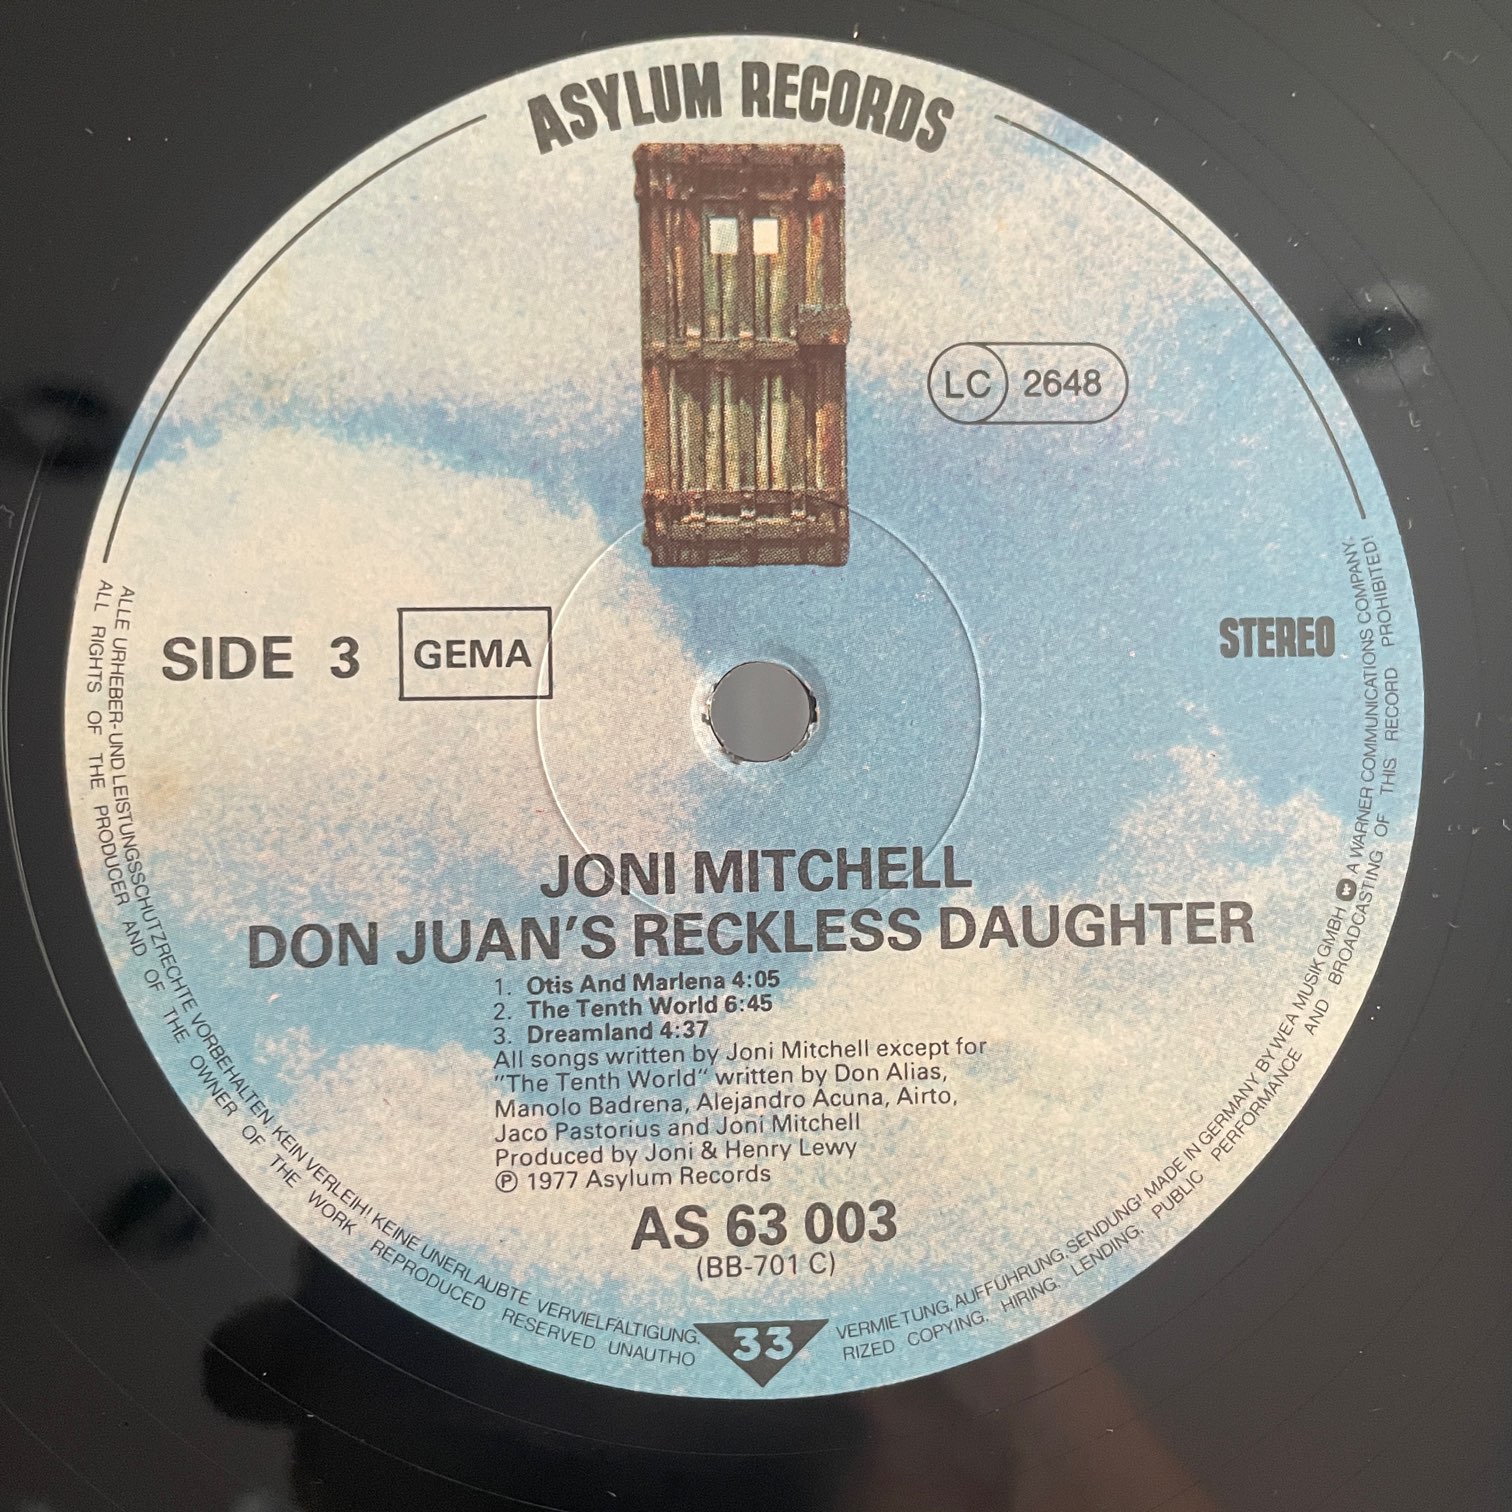 ASYLUM RECORDS
LC 2648
SIDE 3 GEMA
STEREO
JONI MITCHELL
DON JUAN'S RECKLESS DAUGHTER
1. Otis And Marlena 4:05
2. The Tenth World 6:45
3. Dreamland 4:37
All songs written by Joni Mitchell except for
"The Tenth World" written by Don Alias,
Manolo Badrena, Alejandro Acuna, Airto,
Jaco Pastorius and Joni Mitchell
Produced by Joni & Henry Lewy
℗ 1977 Asylum Records
AS 63 003
(BB-701 C)
33
ALLE URHEBER- UND LEISTUNGSSCHUTZRECHTE VORBEHALTEN. KEIN VERLEIH! KEINE UNERLAUBTE VERVIELFÄLTIGUNG, VERMIETUNG, AUFFÜHRUNG, SENDUNG! MADE IN GERMANY BY WEA MUSIK GMBH A WARNER COMMUNICATIONS COMPANY.
ALL RIGHTS OF THE PRODUCER AND OF THE OWNER OF THE WORK REPRODUCED RESERVED UNAUTHORIZED COPYING, HIRING, LENDING, PUBLIC PERFORMANCE AND BROADCASTING OF THIS RECORD PROHIBITED!